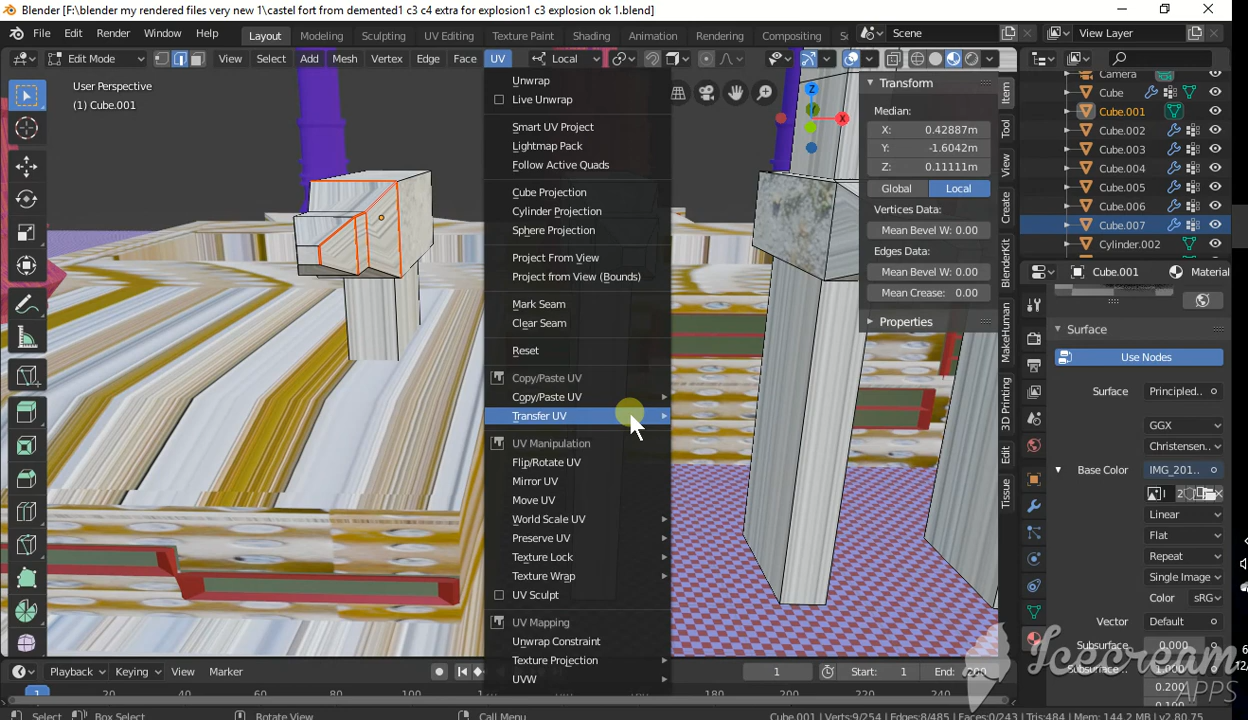 Blender [F:\blender my rendered files very new 1\castel fort from demented1 c3 c4 extra for explosion1 c3 explosion ok 1.blend]
File Edit Render Window Help Layout Modeling Sculpting UV Editing Texture Paint Shading Animation Rendering Compositing Scene View Layer
Edit Mode View Select Add Mesh Vertex Edge Face UV Local
User Perspective
(1) Cube.001
Unwrap
Live Unwrap
Smart UV Project
Lightmap Pack
Follow Active Quads
Cube Projection
Cylinder Projection
Sphere Projection
Project From View
Project from View (Bounds)
Mark Seam
Clear Seam
Reset
Copy/Paste UV
Copy/Paste UV
Transfer UV
UV Manipulation
Flip/Rotate UV
Mirror UV
Move UV
World Scale UV
Preserve UV
Texture Lock
Texture Wrap
UV Sculpt
UV Mapping
Unwrap Constraint
Texture Projection
UVW
Z
X
Transform
Median:
X: 0.42887m
Y: -1.6042m
Z: 0.11111m
Global Local
Vertices Data:
Mean Bevel W: 0.00
Edges Data:
Mean Bevel W: 0.00
Mean Crease: 0.00
Properties
Item
Tool
View
Create
Blenderkit
MakeHuman
3D Printing
Edit
Tissue
Camera
Cube
Cube.001
Cube.002
Cube.003
Cube.004
Cube.005
Cube.006
Cube.007
Cylinder.002
Cube.001 Material
Surface
Use Nodes
Surface Principled..
GGX
Christensen..
Base Color IMG_201..
Linear
Flat
Repeat
Single Image
Color sRG
Vector Default
Subsurface.. 0.000
Subsurface 1.000
0.200
Playback Keying View Marker 1 Start: 1 End: 200
1 20 40 60 80 100 180 200 220 240
Select Box Select Rotate View Call Menu Cube.001 | Verts:9/254 | Edges:8/485 | Faces:0/243 | Tris:484 | Mem: 144.2 MB | v2.80.75
Icecream
APPS